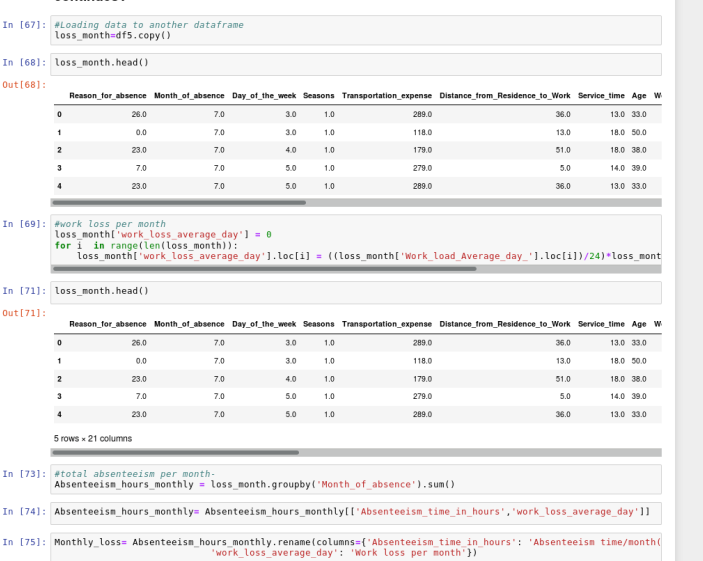 In [67]: #Loading data to another dataframe
loss_month=df5.copy()
In [68]: loss_month.head()
Out[68]:
Reason_for_absence Month_of_absence Day_of_the_week Seasons Transportation_expense Distance_from_Residence_to_Work Service_time Age
0 26.0 7.0 3.0 1.0 289.0 36.0 13.0 33.0
1 0.0 7.0 3.0 1.0 118.0 13.0 18.0 50.0
2 23.0 7.0 4.0 1.0 179.0 51.0 18.0 38.0
3 7.0 7.0 5.0 1.0 279.0 5.0 14.0 39.0
4 23.0 7.0 5.0 1.0 289.0 36.0 13.0 33.0
In [69]: #work loss per month
loss_month['work_loss_average_day'] = 0
for i  in range(len(loss_month)):
loss_month['work_loss_average_day'].loc[i] = ((loss_month['Work_load_Average_day_'].loc[i])/24)*loss_mont
In [71]: loss_month.head()
Out[71]:
Reason_for_absence Month_of_absence Day_of_the_week Seasons Transportation_expense Distance_from_Residence_to_Work Service_time Age
0 26.0 7.0 3.0 1.0 289.0 36.0 13.0 33.0
1 0.0 7.0 3.0 1.0 118.0 13.0 18.0 50.0
2 23.0 7.0 4.0 1.0 179.0 51.0 18.0 38.0
3 7.0 7.0 5.0 1.0 279.0 5.0 14.0 39.0
4 23.0 7.0 5.0 1.0 289.0 36.0 13.0 33.0
5 rows × 21 columns
In [73]: #total absenteeism per month-
Absenteeism_hours_monthly = loss_month.groupby('Month_of_absence').sum()
In [74]: Absenteeism_hours_monthly= Absenteeism_hours_monthly[['Absenteeism_time_in_hours','work_loss_average_day']]
In [75]: Monthly_loss= Absenteeism_hours_monthly.rename(columns={'Absenteeism_time_in_hours': 'Absenteeism time/month(
'work_loss_average_day': 'Work loss per month'})